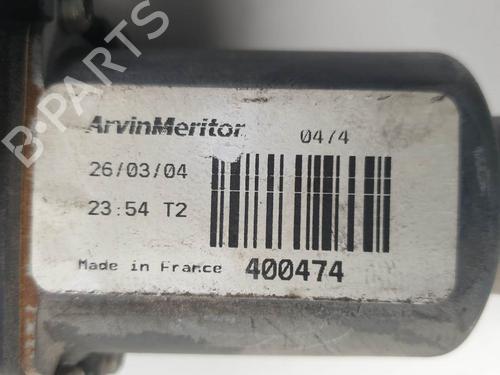 B-PARTS
ArvinMeritor 04/4
26/03/04
23:54 T2
Made in France 400474